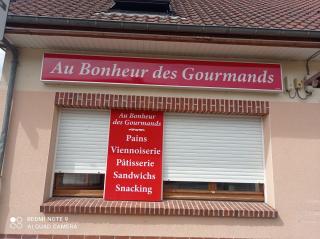 Au Bonheur des Gourmands
Au Bonheur
des Gourmands
Pains
Viennoiserie
Pâtisserie
Sandwichs
Snacking
REDMI NOTE 9
AI QUAD CAMERA